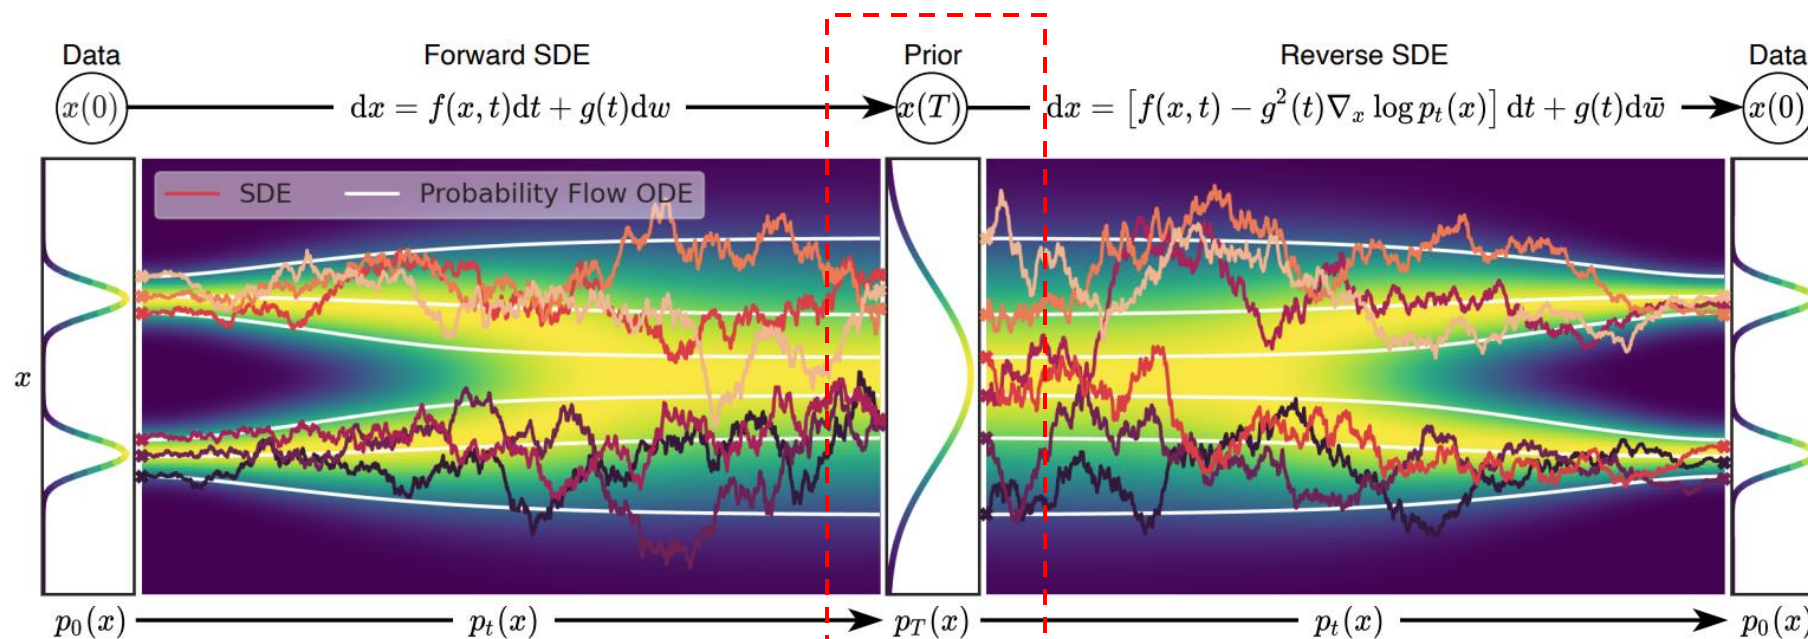 Data Forward SDE Prior Reverse SDE Data
x(0) dx = f(x, t)dt + g(t)dw x(T) dx = [f(x, t) − g²(t)∇ₓ log pₜ(x)] dt + g(t)dw̄ x(0)
SDE Probability Flow ODE
x
p₀(x) pₜ(x) p_T(x) pₜ(x) p₀(x)